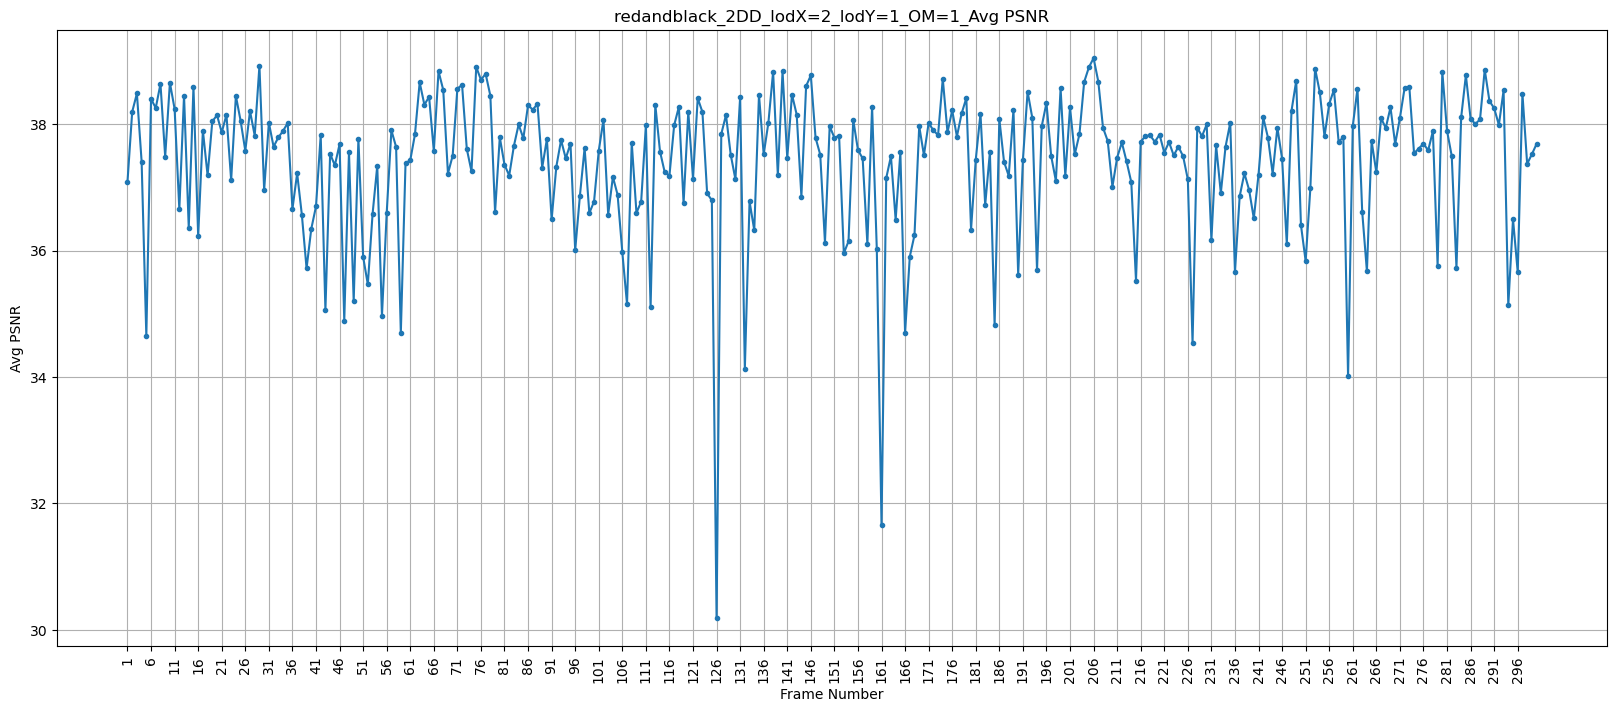 redandblack_2DD_lodX=2_lodY=1_OM=1_Avg PSNR
Avg PSNR
38
36
34
32
30
1 6 11 16 21 26 31 36 41 46 51 56 61 66 71 76 81 86 91 96 101 106 111 116 121 126 131 136 141 146 151 156 161 166 171 176 181 186 191 196 201 206 211 216 221 226 231 236 241 246 251 256 261 266 271 276 281 286 291 296
Frame Number